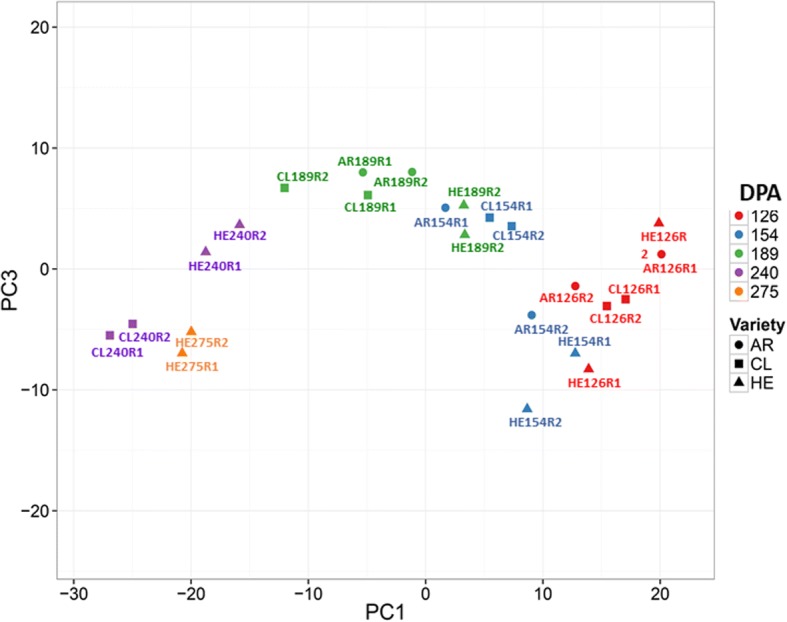 20
10
0
−10
−20
PC3
AR189R1
CL189R2
AR189R2
HE189R2
CL189R1
CL154R1
AR154R1
HE240R2
HE126R
2
CL154R2
HE189R2
HE240R1
AR126R1
CL126R1
AR126R2
CL126R2
AR154R2
CL240R2
HE275R2
HE154R1
CL240R1
HE275R1
HE126R1
HE154R2
−30
−20
−10
0
10
20
PC1
DPA
126
154
189
240
275
Variety
AR
CL
HE